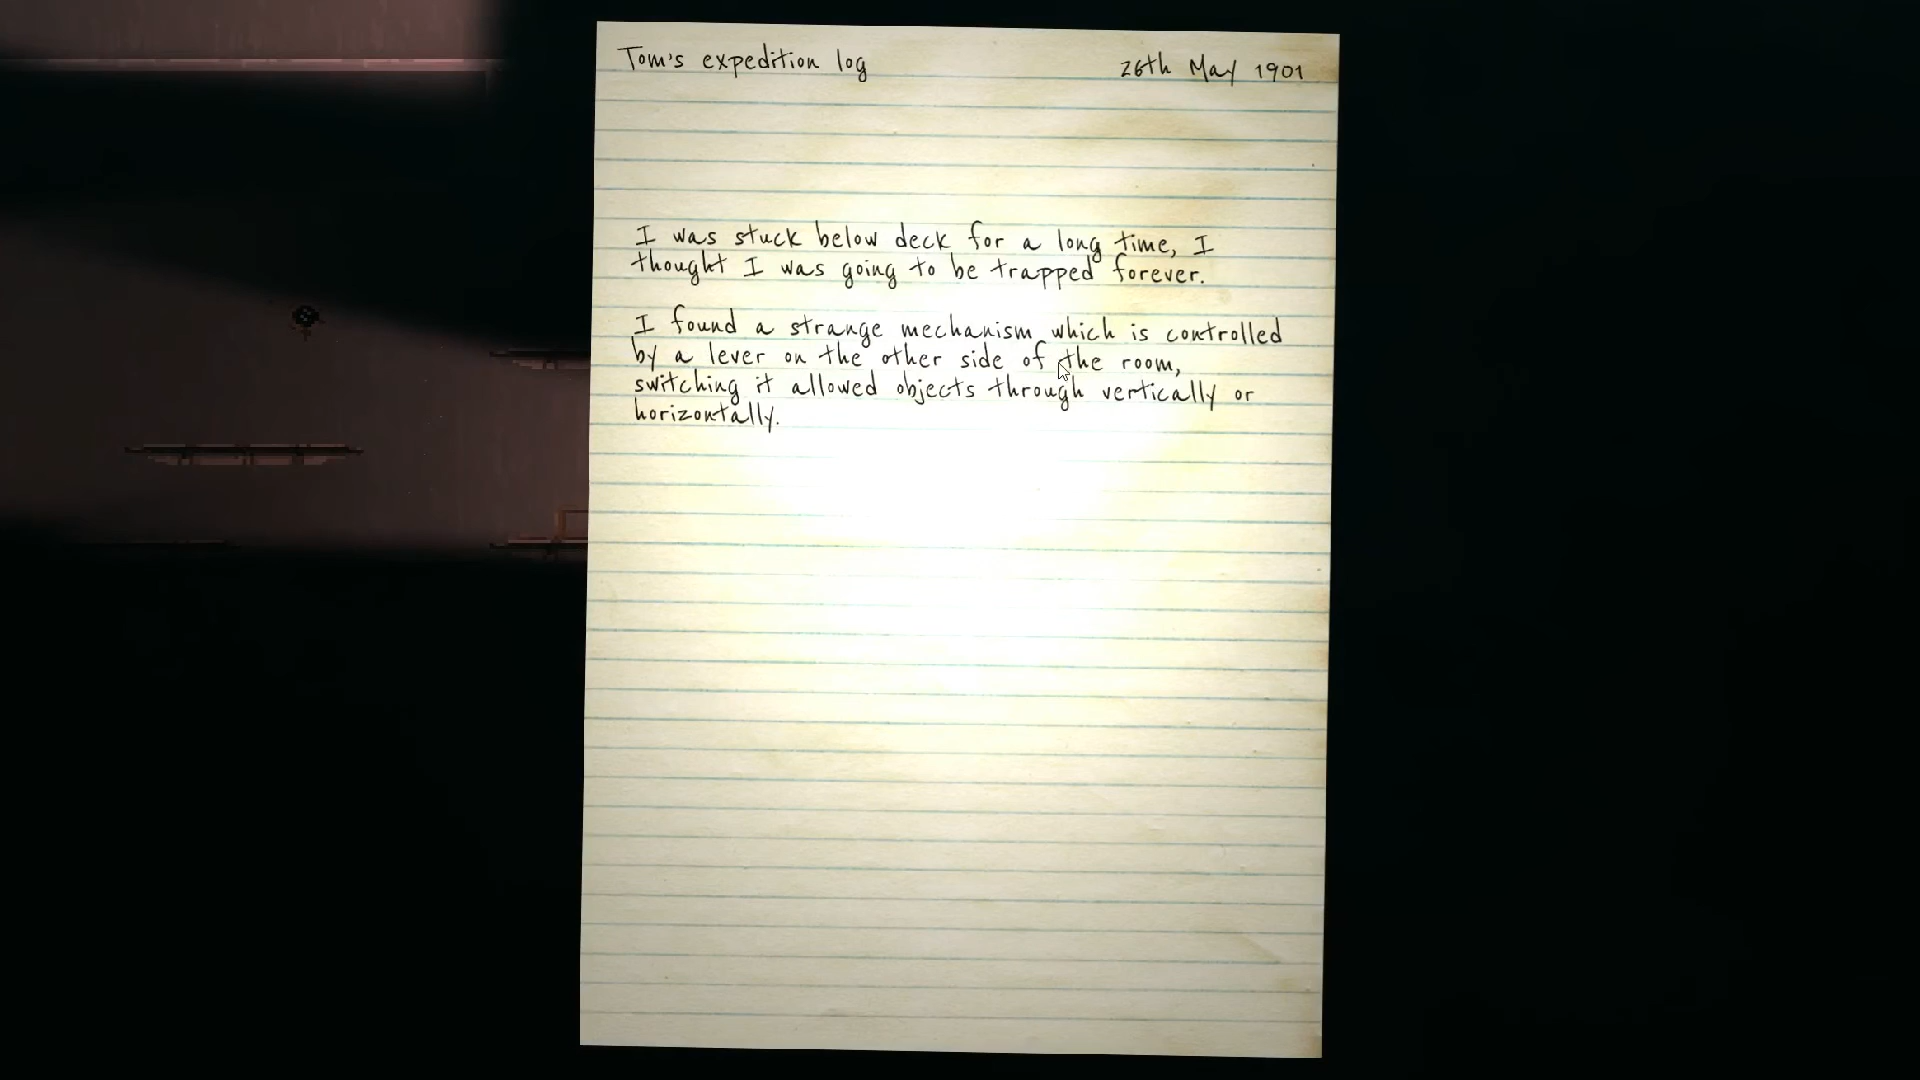 Tom's expedition log
26th May 1901
I was stuck below deck for a long time, I
thought I was going to be trapped forever.
I found a strange mechanism which is controlled
by a lever on the other side of the room,
switching it allowed objects through vertically or
horizontally.